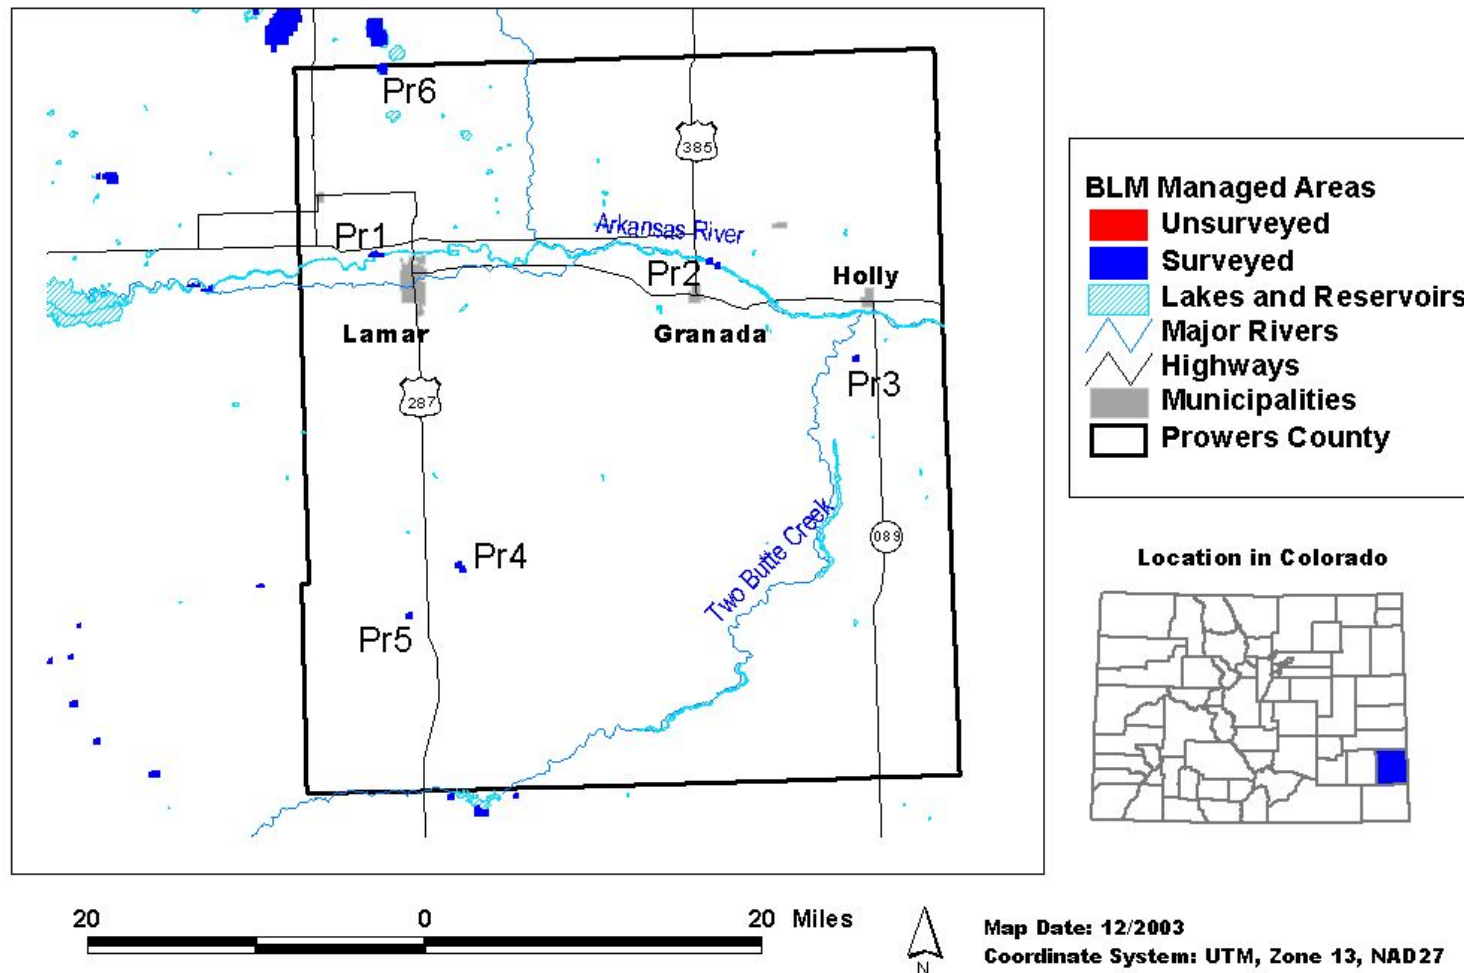 Pr6
385
Arkansas River
Pr1
Pr2
Holly
Lamar
Granada
Pr3
287
089
Two Butte Creek
Pr4
Pr5
BLM Managed Areas
Unsurveyed
Surveyed
Lakes and Reservoirs
Major Rivers
Highways
Municipalities
Prowers County
Location in Colorado
20 0 20 Miles
N
Map Date: 12/2003
Coordinate System: UTM, Zone 13, NAD27